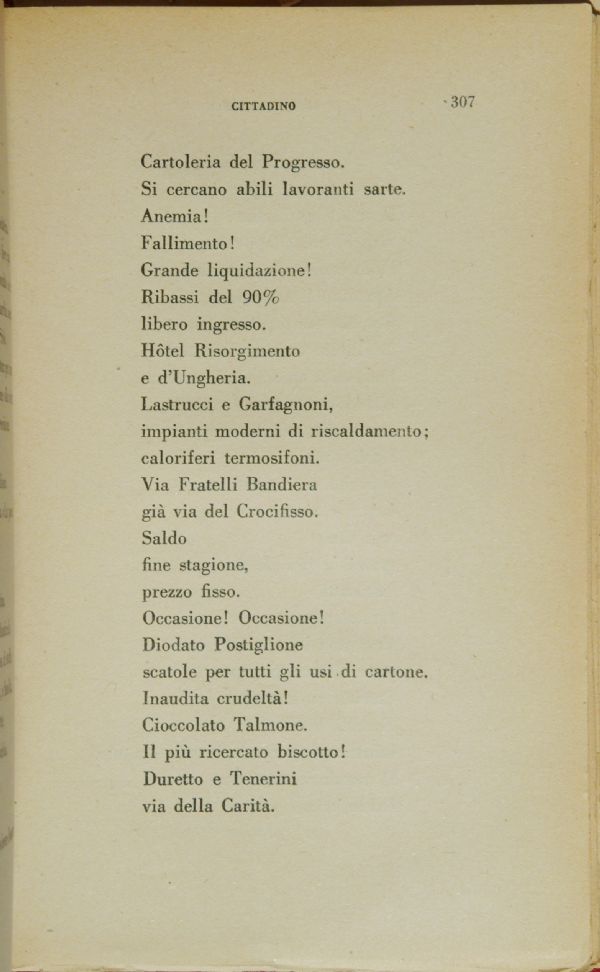 CITTADINO 307
Cartoleria del Progresso.
Si cercano abili lavoranti sarte.
Anemia!
Fallimento!
Grande liquidazione!
Ribassi del 90%
libero ingresso.
Hôtel Risorgimento
e d'Ungheria.
Lastrucci e Garfagnoni,
impianti moderni di riscaldamento;
caloriferi termosifoni.
Via Fratelli Bandiera
già via del Crocifisso.
Saldo
fine stagione,
prezzo fisso.
Occasione! Occasione!
Diodato Postiglione
scatole per tutti gli usi di cartone.
Inaudita crudeltà!
Cioccolato Talmone.
Il più ricercato biscotto!
Duretto e Tenerini
via della Carità.